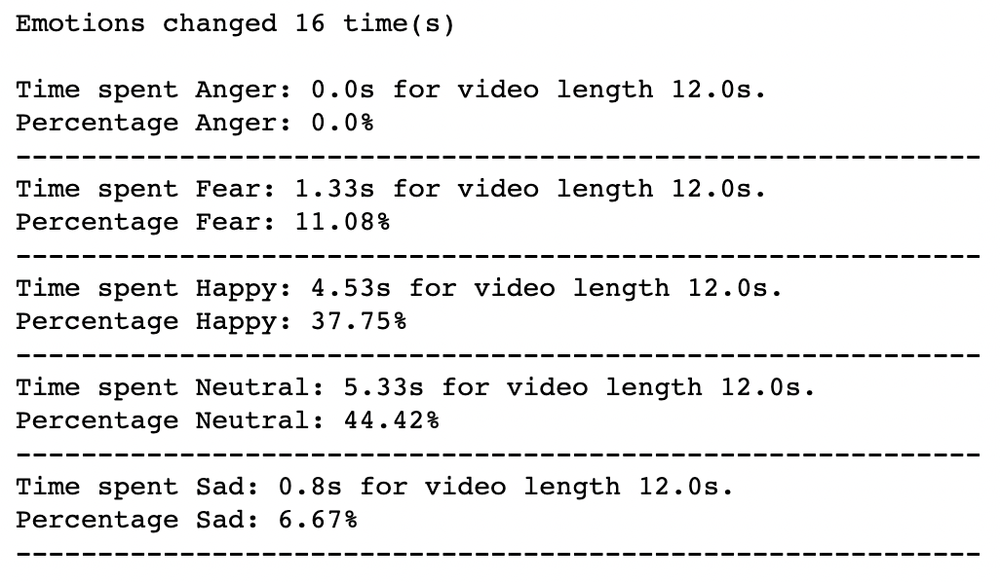 Emotions changed 16 time(s)
Time spent Anger: 0.0s for video length 12.0s.
Percentage Anger: 0.0%
-----------------------------------------------------------
Time spent Fear: 1.33s for video length 12.0s.
Percentage Fear: 11.08%
-----------------------------------------------------------
Time spent Happy: 4.53s for video length 12.0s.
Percentage Happy: 37.75%
-----------------------------------------------------------
Time spent Neutral: 5.33s for video length 12.0s.
Percentage Neutral: 44.42%
-----------------------------------------------------------
Time spent Sad: 0.8s for video length 12.0s.
Percentage Sad: 6.67%
-----------------------------------------------------------